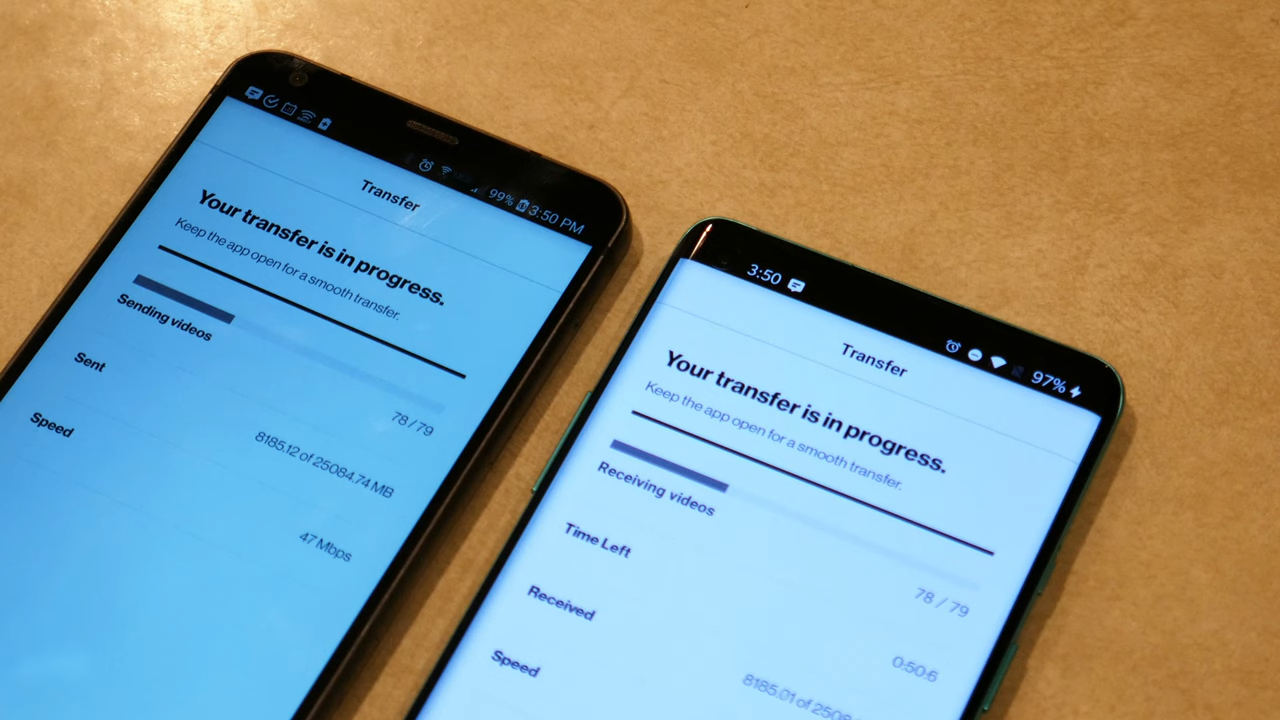 99% 3:50 PM
Transfer
Your transfer is in progress.
Keep the app open for a smooth transfer.
Sending videos
78 / 79
Sent
8185.12 of 25084.74 MB
Speed
47 Mbps
3:50
97%
Transfer
Your transfer is in progress.
Keep the app open for a smooth transfer.
Receiving videos
78 / 79
Time Left
0:50:6
Received
8185.01 of 2508
Speed